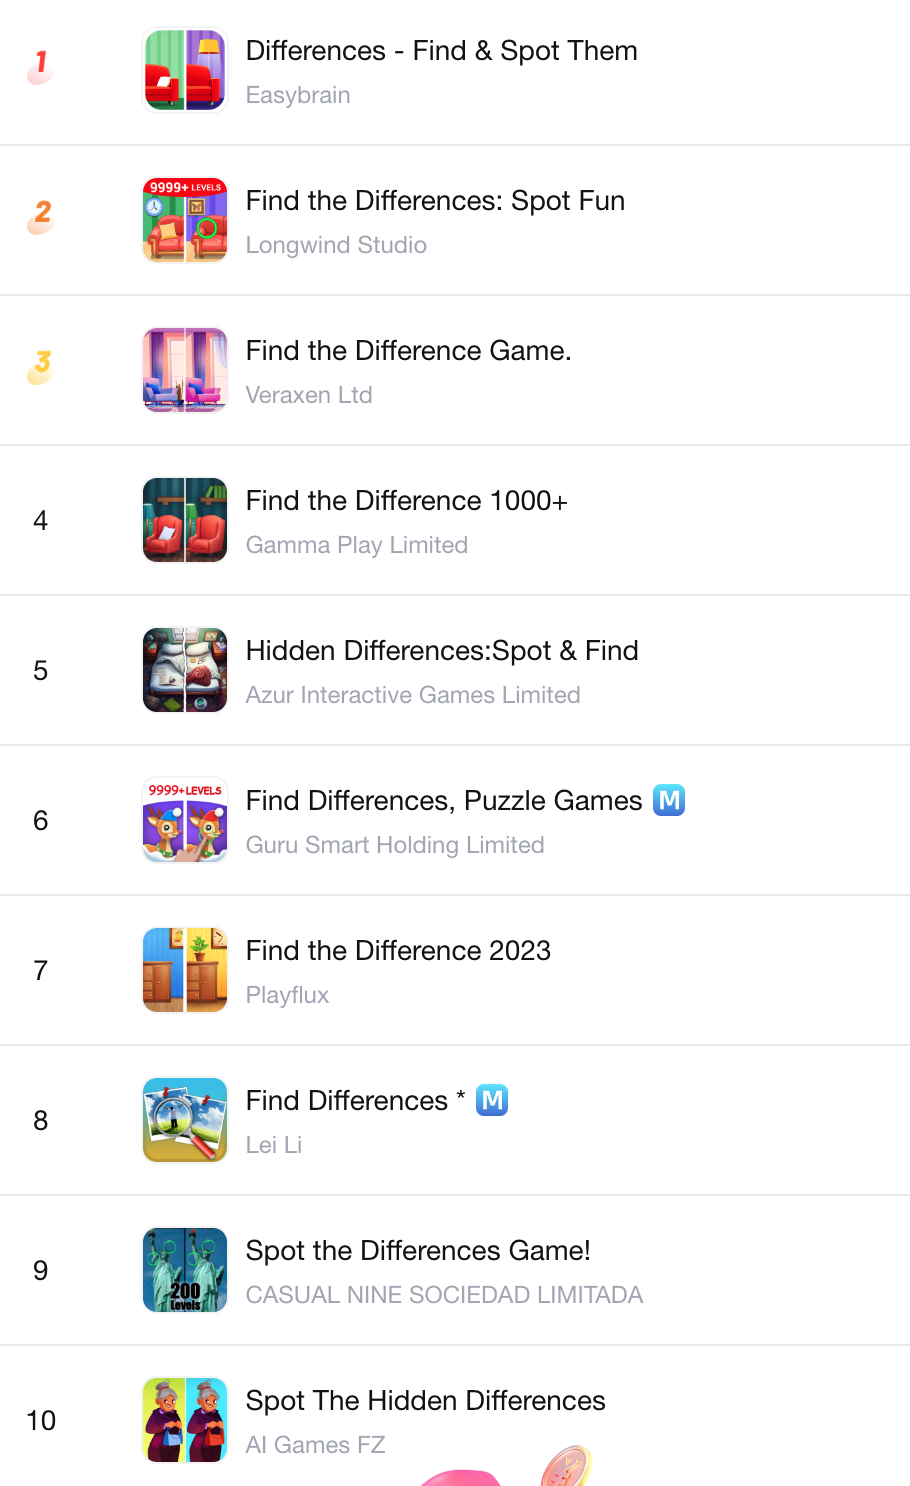 1
Differences - Find & Spot Them
Easybrain
2
9999+ LEVELS
Find the Differences: Spot Fun
Longwind Studio
3
Find the Difference Game.
Veraxen Ltd
4
Find the Difference 1000+
Gamma Play Limited
5
Hidden Differences:Spot & Find
Azur Interactive Games Limited
6
9999+LEVELS
Find Differences, Puzzle Games M
Guru Smart Holding Limited
7
Find the Difference 2023
Playflux
8
Find Differences * M
Lei Li
9
200
Levels
Spot the Differences Game!
CASUAL NINE SOCIEDAD LIMITADA
10
Spot The Hidden Differences
AI Games FZ